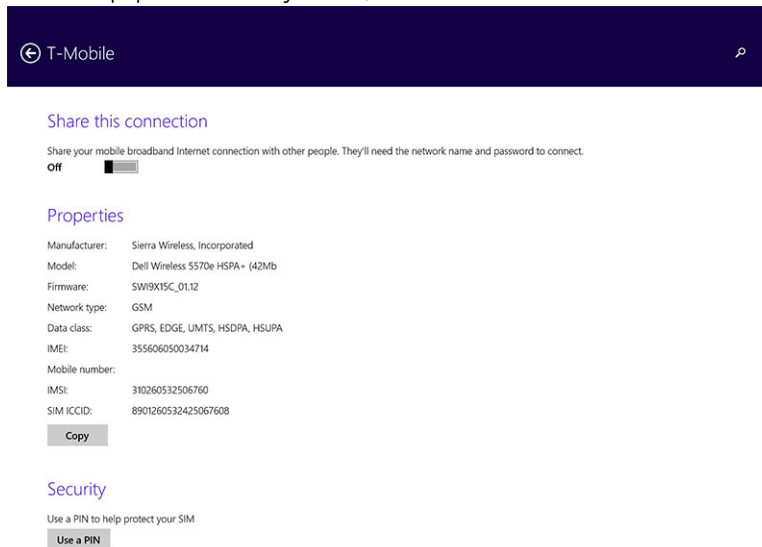 T-Mobile
Share this connection
Share your mobile broadband Internet connection with other people. They'll need the network name and password to connect.
Off
Properties
Manufacturer: Sierra Wireless, Incorporated
Model: Dell Wireless 5570e HSPA+ (42Mb
Firmware: SWI9X15C_01.12
Network type: GSM
Data class: GPRS, EDGE, UMTS, HSDPA, HSUPA
IMEI: 355606050034714
Mobile number:
IMSI: 310260532506760
SIM ICCID: 8901260532425067608
Copy
Security
Use a PIN to help protect your SIM
Use a PIN